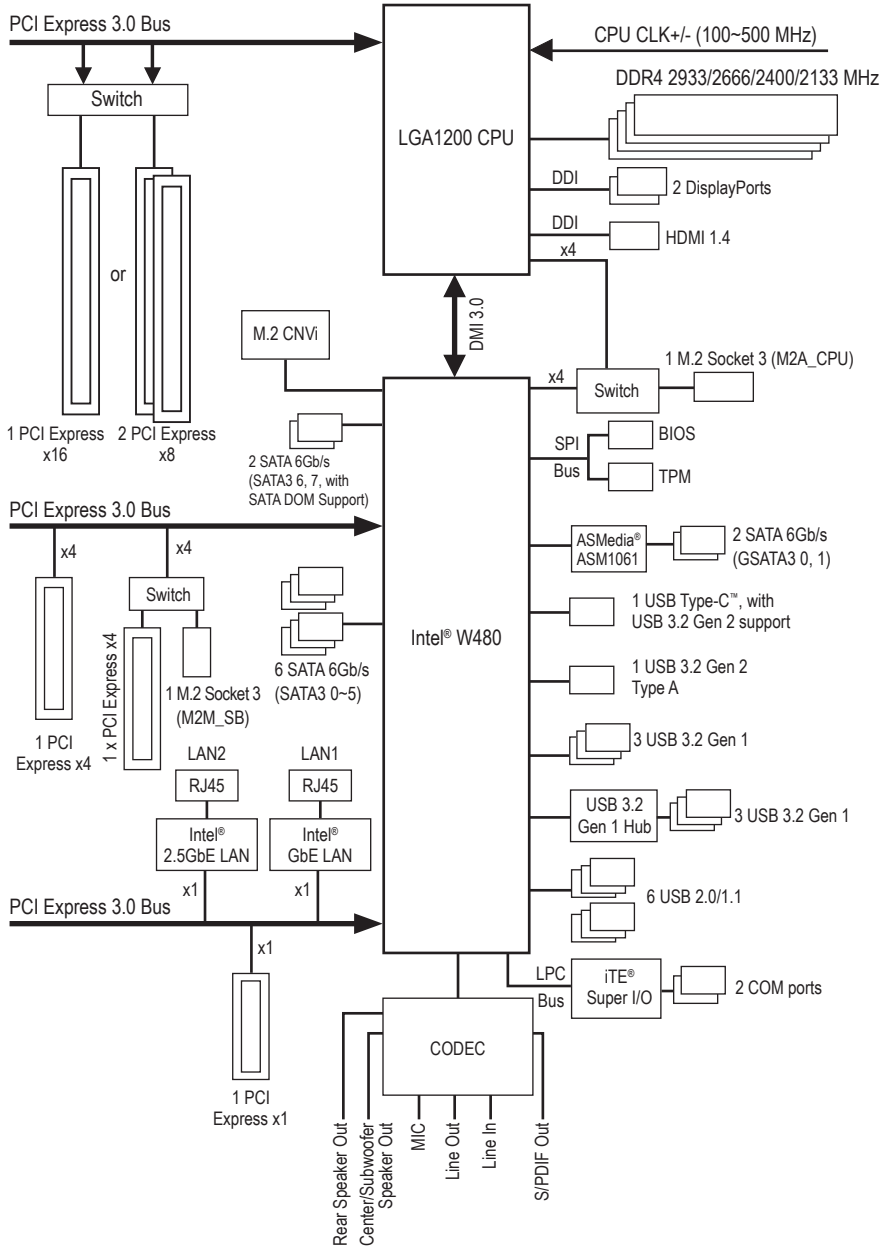 PCI Express 3.0 Bus
CPU CLK+/- (100~500 MHz)
Switch
DDR4 2933/2666/2400/2133 MHz
LGA1200 CPU
DDI
2 DisplayPorts
DDI
HDMI 1.4
x4
or
DMI 3.0
M.2 CNVi
1 PCI Express
x16
2 PCI Express
x8
x4
Switch
1 M.2 Socket 3 (M2A_CPU)
2 SATA 6Gb/s
(SATA3 6, 7, with
SATA DOM Support)
SPI
Bus
BIOS
TPM
PCI Express 3.0 Bus
x4
x4
Switch
1 PCI
Express x4
1 x PCI Express x4
1 M.2 Socket 3
(M2M_SB)
6 SATA 6Gb/s
(SATA3 0~5)
Intel® W480
ASMedia®
ASM1061
2 SATA 6Gb/s
(GSATA3 0, 1)
1 USB Type-C™, with
USB 3.2 Gen 2 support
1 USB 3.2 Gen 2
Type A
3 USB 3.2 Gen 1
USB 3.2
Gen 1 Hub
3 USB 3.2 Gen 1
6 USB 2.0/1.1
LAN2
RJ45
Intel®
2.5GbE LAN
x1
LAN1
RJ45
Intel®
GbE LAN
x1
PCI Express 3.0 Bus
x1
1 PCI
Express x1
LPC
Bus
iTE®
Super I/O
2 COM ports
CODEC
Rear Speaker Out
Center/Subwoofer
Speaker Out
MIC
Line Out
Line In
S/PDIF Out